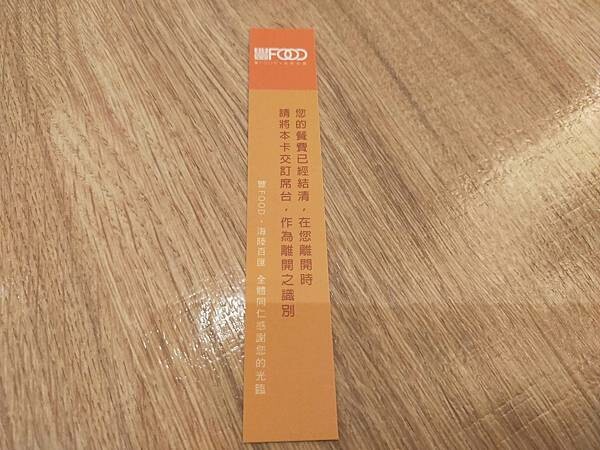 豐FOOD
您的餐費已經結清，在您離開時
請將本卡交訂席台，作為離開之識別
豐FOOD‧海陸百匯 全體同仁感謝您的光臨